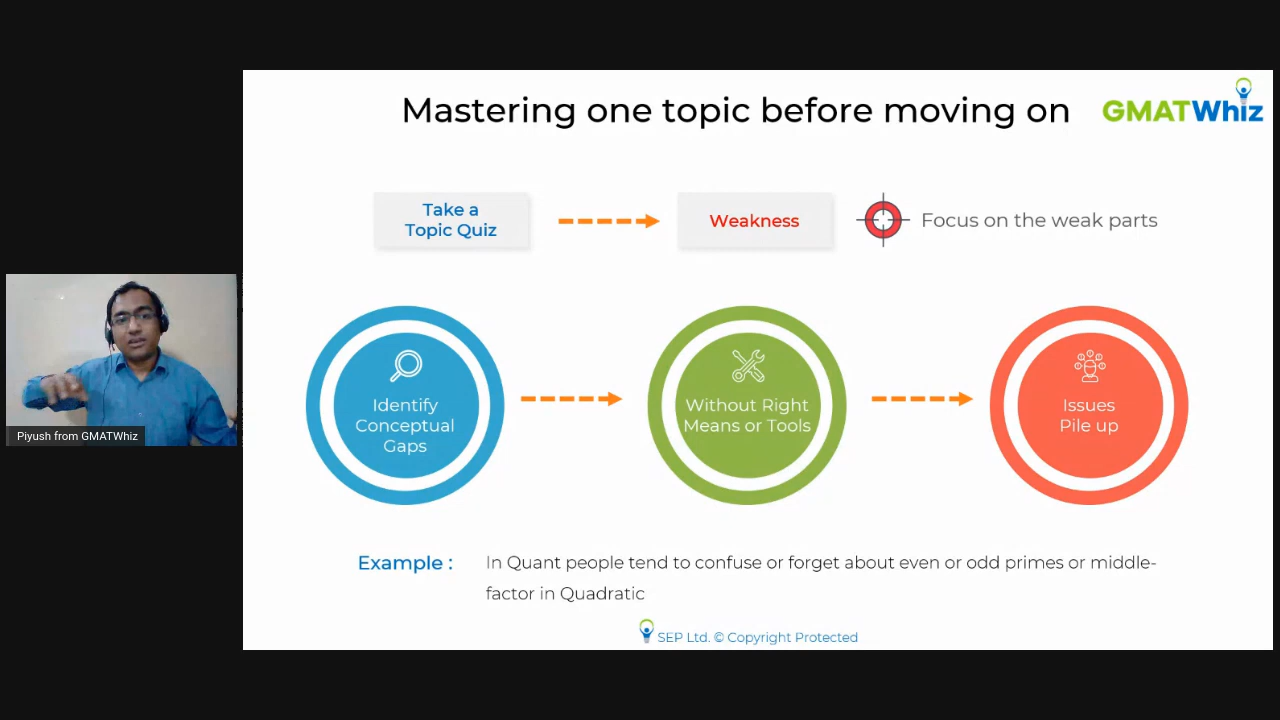 Mastering one topic before moving on
GMATWhiz
Take a
Topic Quiz
Weakness
Focus on the weak parts
Identify
Conceptual
Gaps
Without Right
Means or Tools
Issues
Pile up
Piyush from GMATWhiz
Example :
In Quant people tend to confuse or forget about even or odd primes or middle-
factor in Quadratic
SEP Ltd. © Copyright Protected